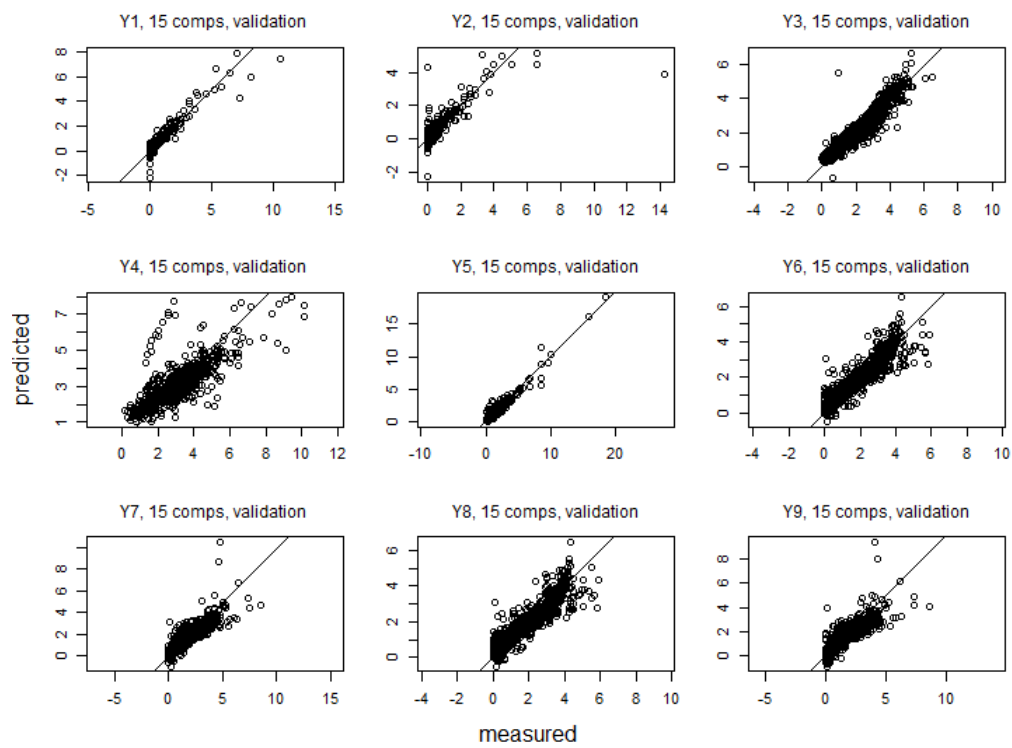 Y1, 15 comps, validation
Y2, 15 comps, validation
Y3, 15 comps, validation
8
6
4
2
0
-2
-5 0 5 10 15
4
2
0
-2
0 2 4 6 8 10 12 14
6
4
2
0
-4 -2 0 2 4 6 8 10
Y4, 15 comps, validation
Y5, 15 comps, validation
Y6, 15 comps, validation
predicted
7
5
3
1
0 2 4 6 8 10 12
15
10
5
0
-10 0 10 20
6
4
2
0
-4 -2 0 2 4 6 8 10
Y7, 15 comps, validation
Y8, 15 comps, validation
Y9, 15 comps, validation
8
6
4
2
0
-5 0 5 10 15
6
4
2
0
-4 -2 0 2 4 6 8 10
8
6
4
2
0
-5 0 5 10
measured